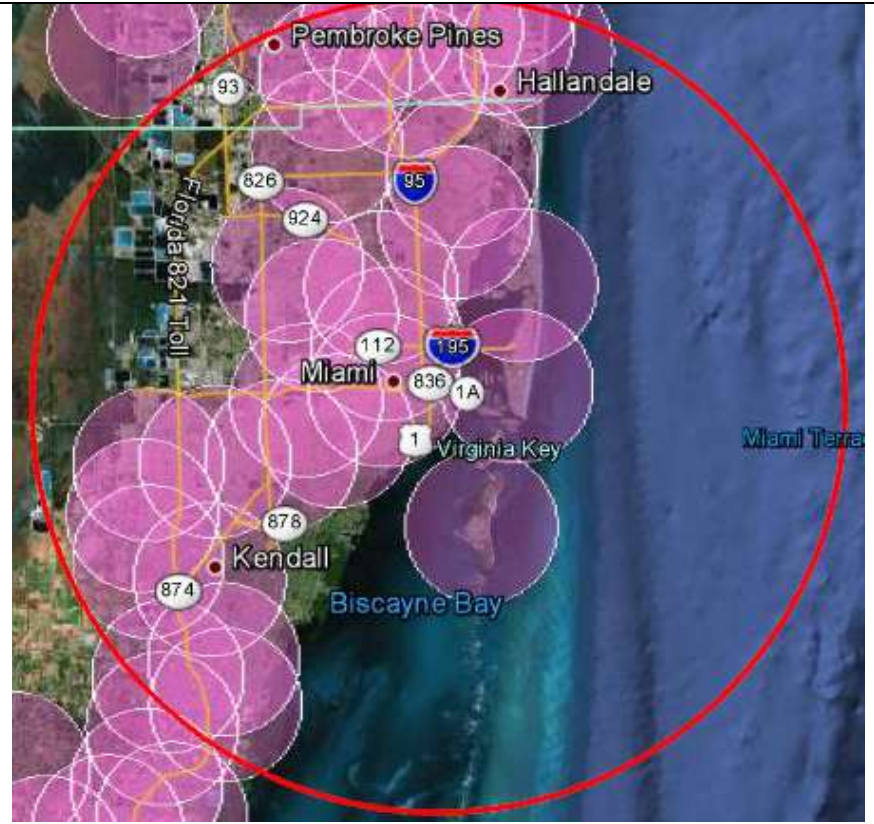 Pembroke Pines
Hallandale
93
826
95
924
Florida 821 Toll
112
195
Miami
836
1A
1
Virginia Key
Miami Terra
878
Kendall
874
Biscayne Bay